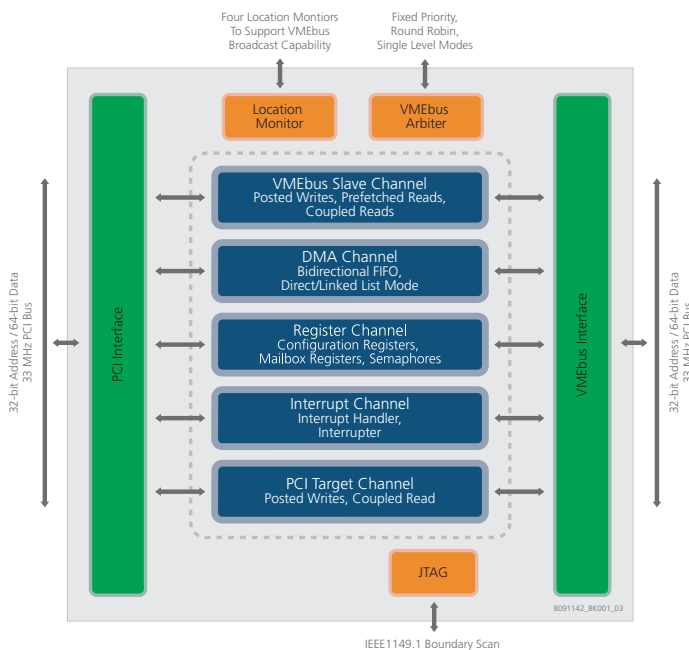 Four Location Montiors
To Support VMEbus
Broadcast Capability
Fixed Priority,
Round Robin,
Single Level Modes
Location
Monitor
VMEbus
Arbiter
32-bit Address / 64-bit Data
33 MHz PCI Bus
PCI Interface
VMEbus Slave Channel
Posted Writes, Prefetched Reads,
Coupled Reads
DMA Channel
Bidirectional FIFO,
Direct/Linked List Mode
Register Channel
Configuration Registers,
Mailbox Registers, Semaphores
Interrupt Channel
Interrupt Handler,
Interrupter
PCI Target Channel
Posted Writes, Coupled Read
VMEbus Interface
32-bit Address / 64-bit Data
33 MHz PCI Bus
JTAG
8091142_BK001_03
IEEE1149.1 Boundary Scan